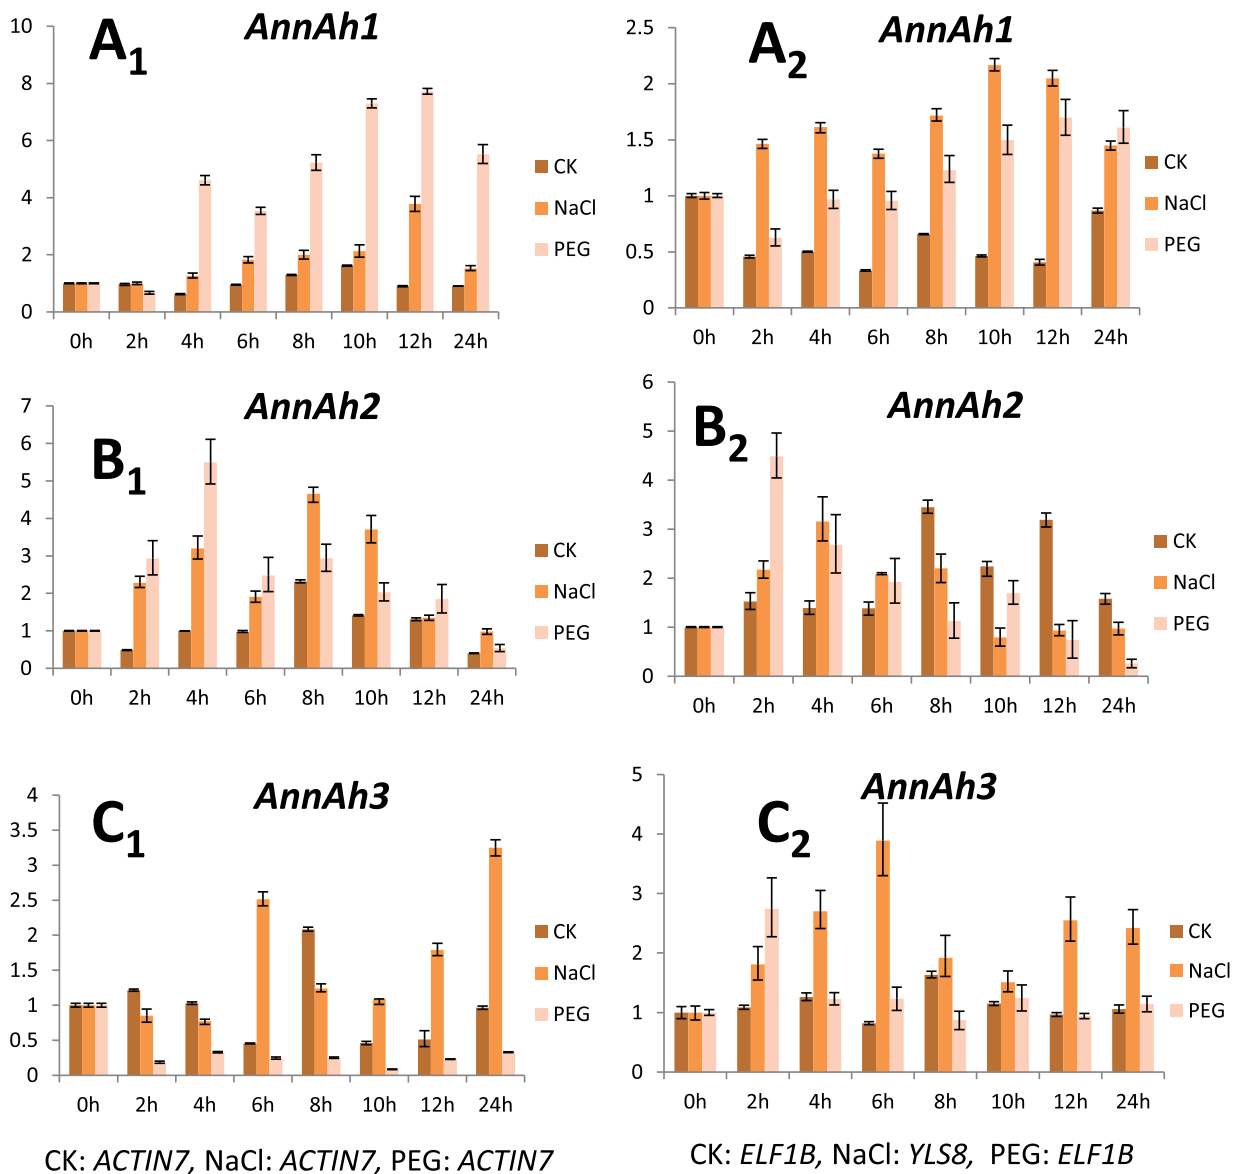 A1
AnnAh1
10
8
6
4
2
0
0h 2h 4h 6h 8h 10h 12h 24h
CK
NaCl
PEG
A2
AnnAh1
2.5
2
1.5
1
0.5
0
0h 2h 4h 6h 8h 10h 12h 24h
CK
NaCl
PEG
B1
AnnAh2
7
6
5
4
3
2
1
0
0h 2h 4h 6h 8h 10h 12h 24h
CK
NaCl
PEG
B2
AnnAh2
6
5
4
3
2
1
0
0h 2h 4h 6h 8h 10h 12h 24h
CK
NaCl
PEG
C1
AnnAh3
4
3.5
3
2.5
2
1.5
1
0.5
0
0h 2h 4h 6h 8h 10h 12h 24h
CK
NaCl
PEG
CK: ACTIN7, NaCl: ACTIN7, PEG: ACTIN7
C2
AnnAh3
5
4
3
2
1
0
0h 2h 4h 6h 8h 10h 12h 24h
CK
NaCl
PEG
CK: ELF1B, NaCl: YLS8, PEG: ELF1B